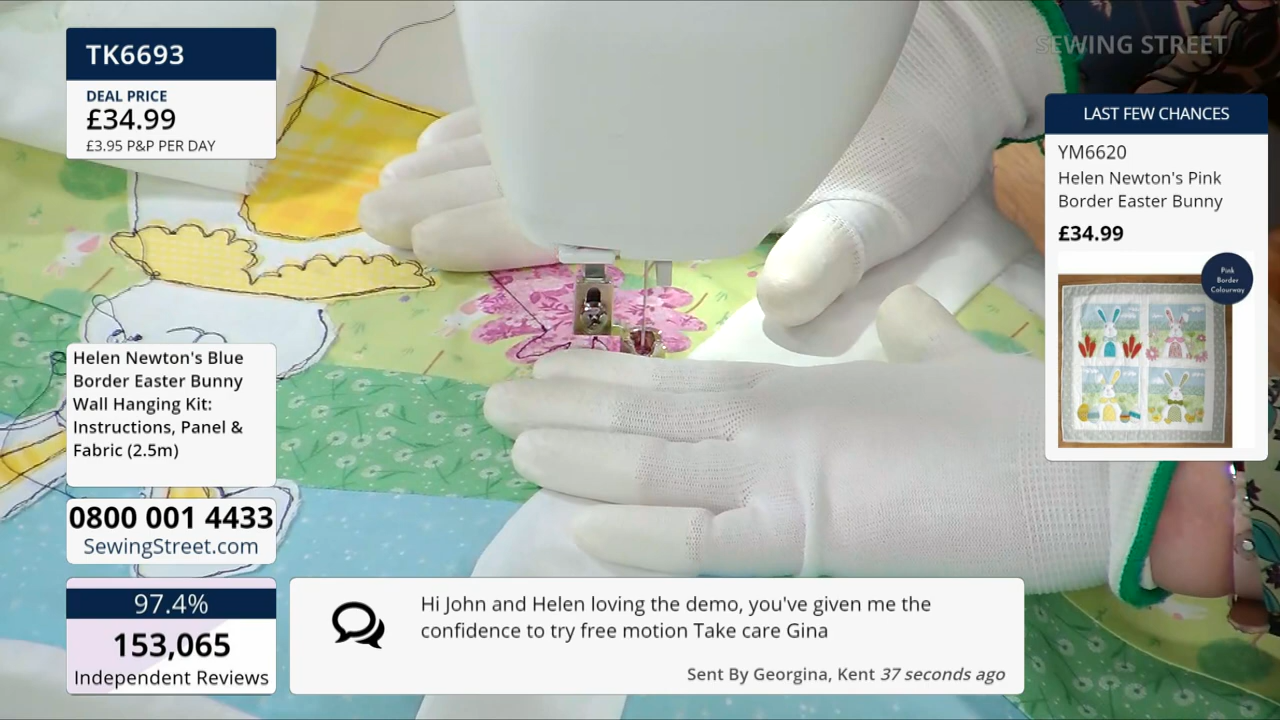 TK6693
DEAL PRICE
£34.99
£3.95 P&P PER DAY
SEWING STREET
LAST FEW CHANCES
YM6620
Helen Newton's Pink
Border Easter Bunny
£34.99
Pink
Border
Colourway
Helen Newton's Blue
Border Easter Bunny
Wall Hanging Kit:
Instructions, Panel &
Fabric (2.5m)
0800 001 4433
SewingStreet.com
97.4%
153,065
Independent Reviews
Hi John and Helen loving the demo, you've given me the
confidence to try free motion Take care Gina
Sent By Georgina, Kent 37 seconds ago